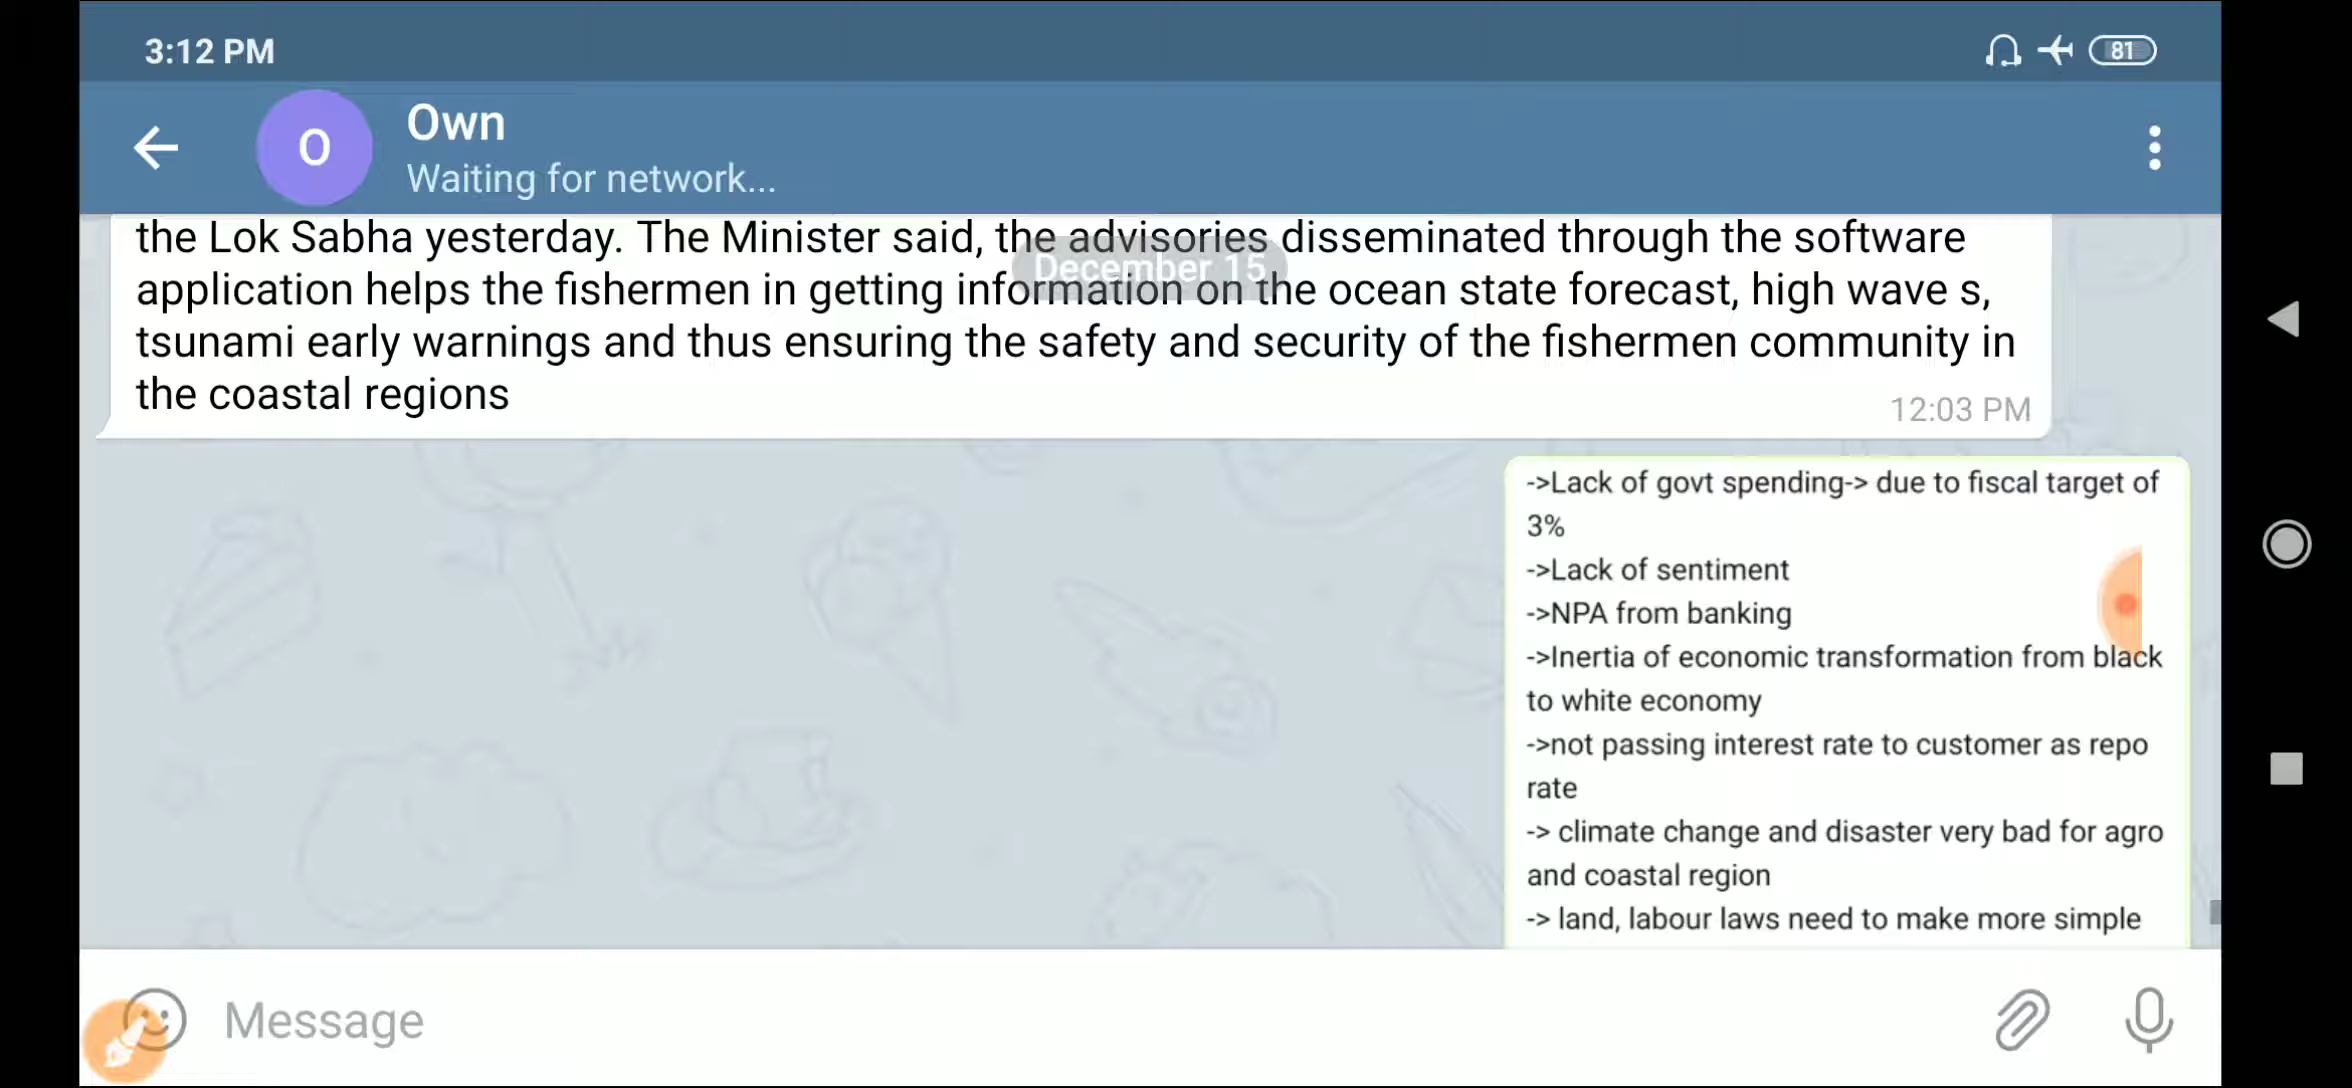 3:12 PM
81
O
Own
Waiting for network...
the Lok Sabha yesterday. The Minister said, the advisories disseminated through the software
December 15
application helps the fishermen in getting information on the ocean state forecast, high wave s,
tsunami early warnings and thus ensuring the safety and security of the fishermen community in
the coastal regions
12:03 PM
->Lack of govt spending-> due to fiscal target of
3%
->Lack of sentiment
->NPA from banking
->Inertia of economic transformation from black
to white economy
->not passing interest rate to customer as repo
rate
-> climate change and disaster very bad for agro
and coastal region
-> land, labour laws need to make more simple
Message